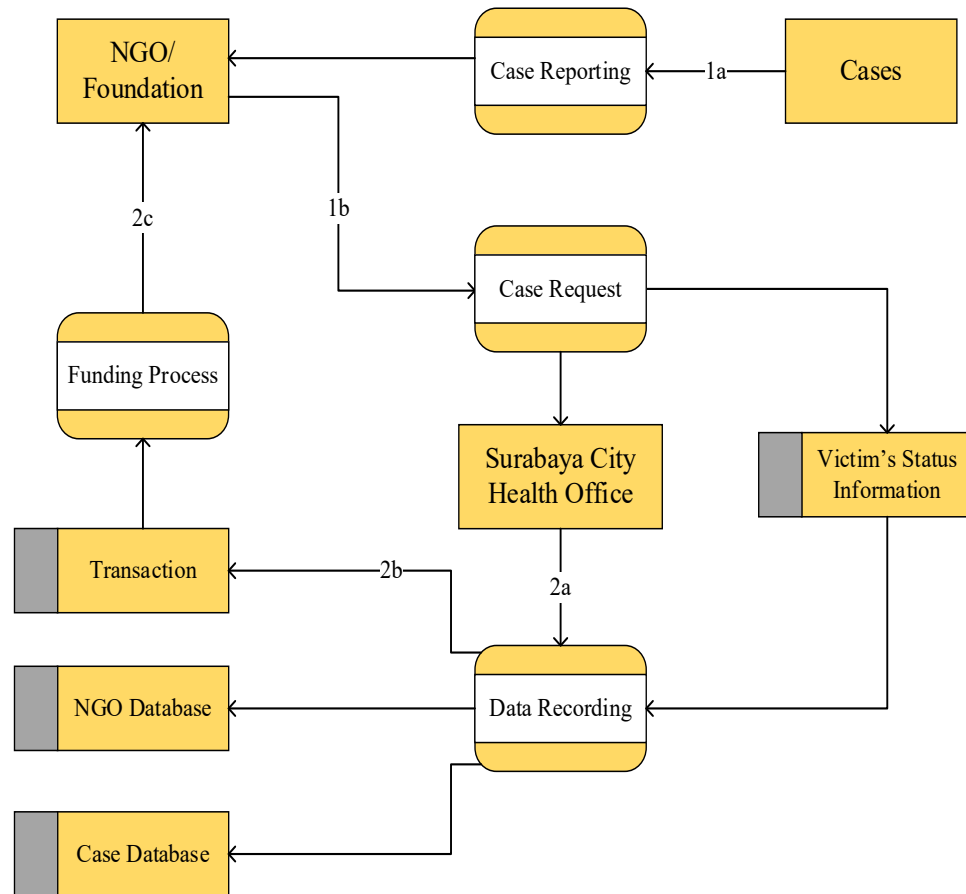 NGO/
Foundation
Case Reporting
1a
Cases
2c
1b
Case Request
Funding Process
Surabaya City
Health Office
Victim's Status
Information
Transaction
2b
2a
NGO Database
Data Recording
Case Database